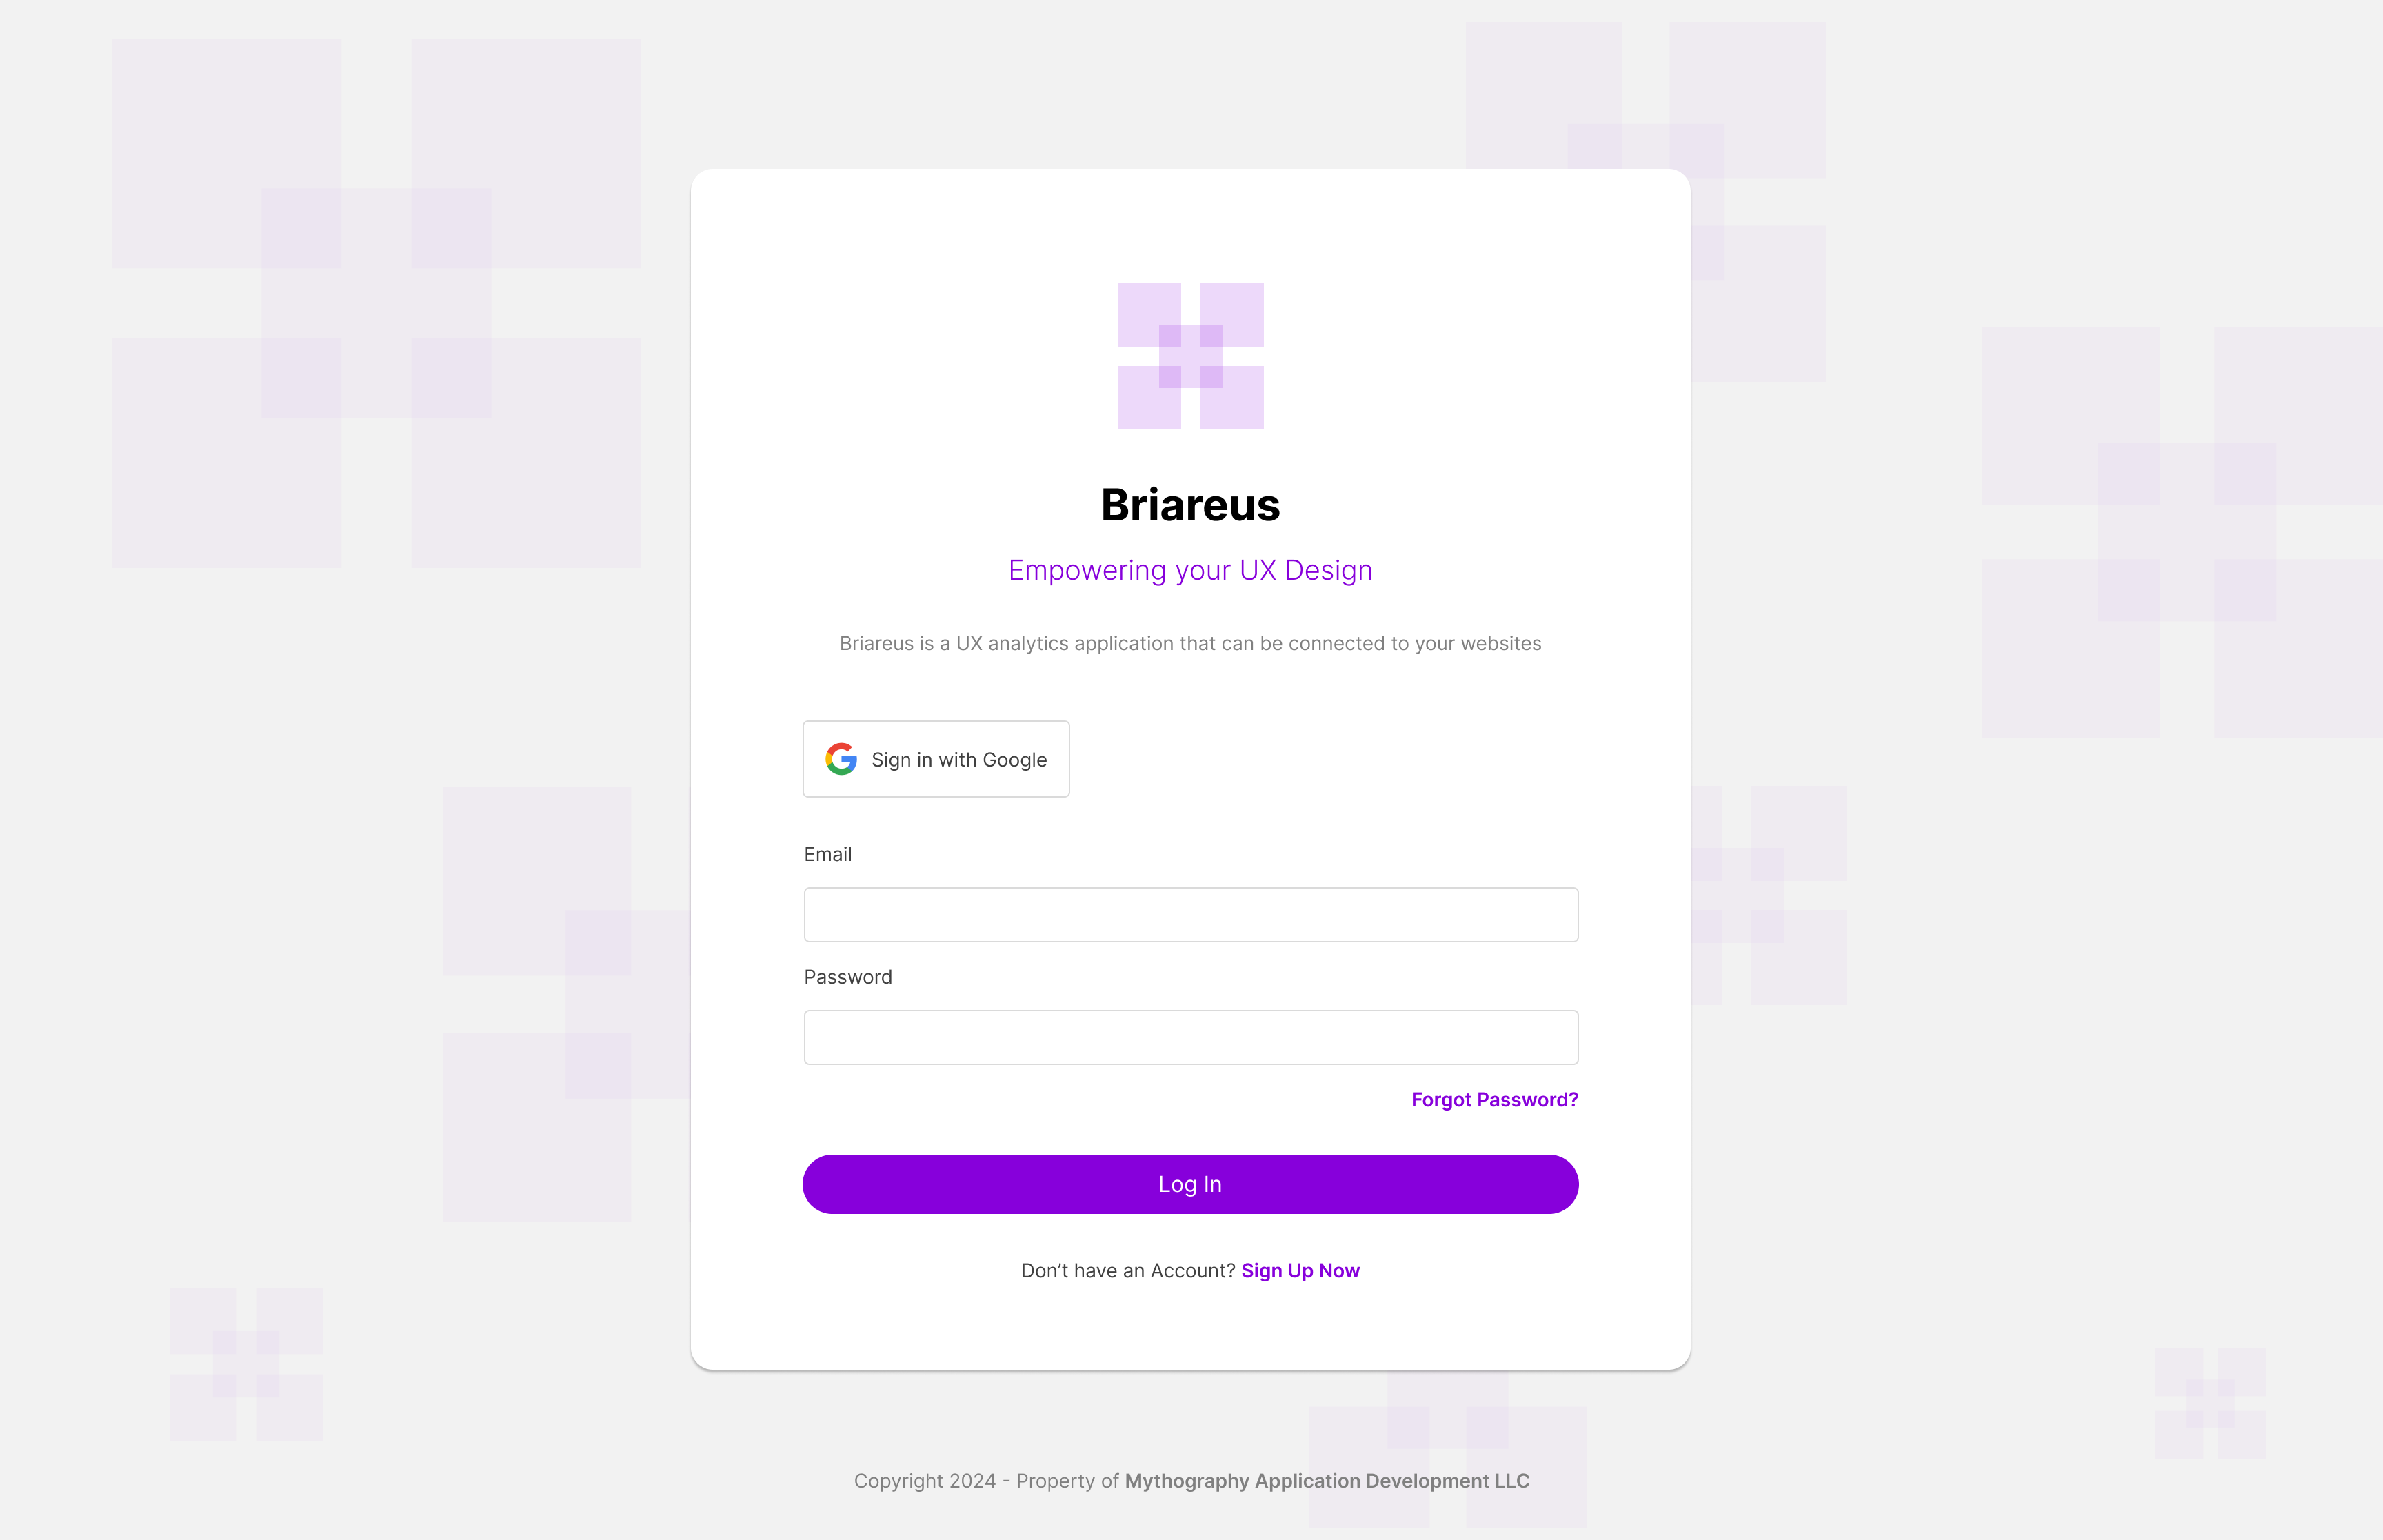 Briareus
Empowering your UX Design
Briareus is a UX analytics application that can be connected to your websites
Sign in with Google
Email
Password
Forgot Password?
Log In
Don’t have an Account? Sign Up Now
Copyright 2024 - Property of Mythography Application Development LLC